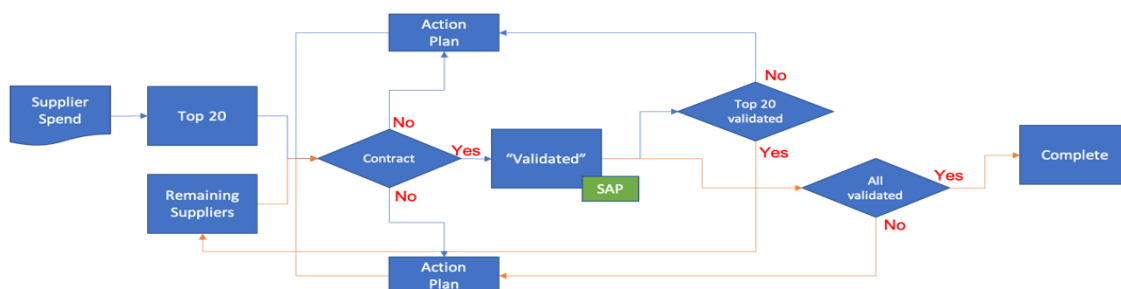 Action
Plan
No
Supplier
Spend
Top 20
Top 20
validated
No
Contract
Yes
"Validated"
Yes
Complete
Remaining
Suppliers
No
SAP
All
validated
Yes
No
Action
Plan